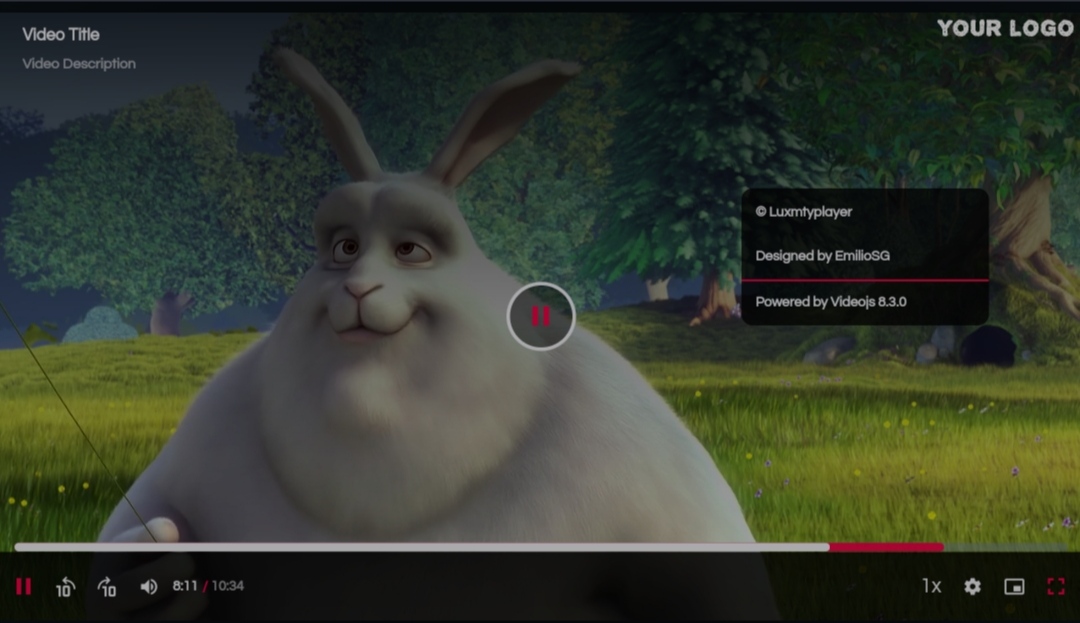 Video Title
YOUR LOGO
Video Description
© Luxmtyplayer
Designed by EmilioSG
Powered by Videojs 8.3.0
10
10
8:11 / 10:34
1x